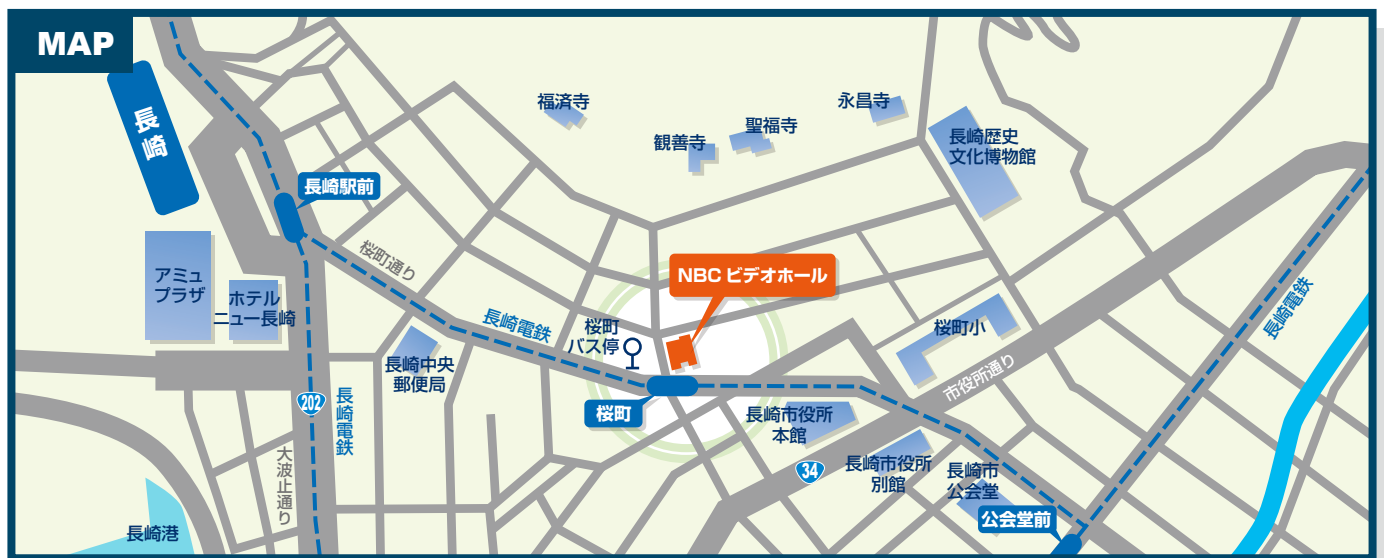 MAP
長崎
長崎駅前
福済寺
観善寺
聖福寺
永昌寺
長崎歴史
文化博物館
桜町通り
アミュ
プラザ
ホテル
ニュー長崎
NBC ビデオホール
長崎電鉄
桜町
バス停
長崎中央
郵便局
桜町小
市役所通り
長崎電鉄
202
長崎電鉄
桜町
長崎市役所
本館
大波止通り
34
長崎市役所
別館
長崎市
公会堂
公会堂前
長崎港